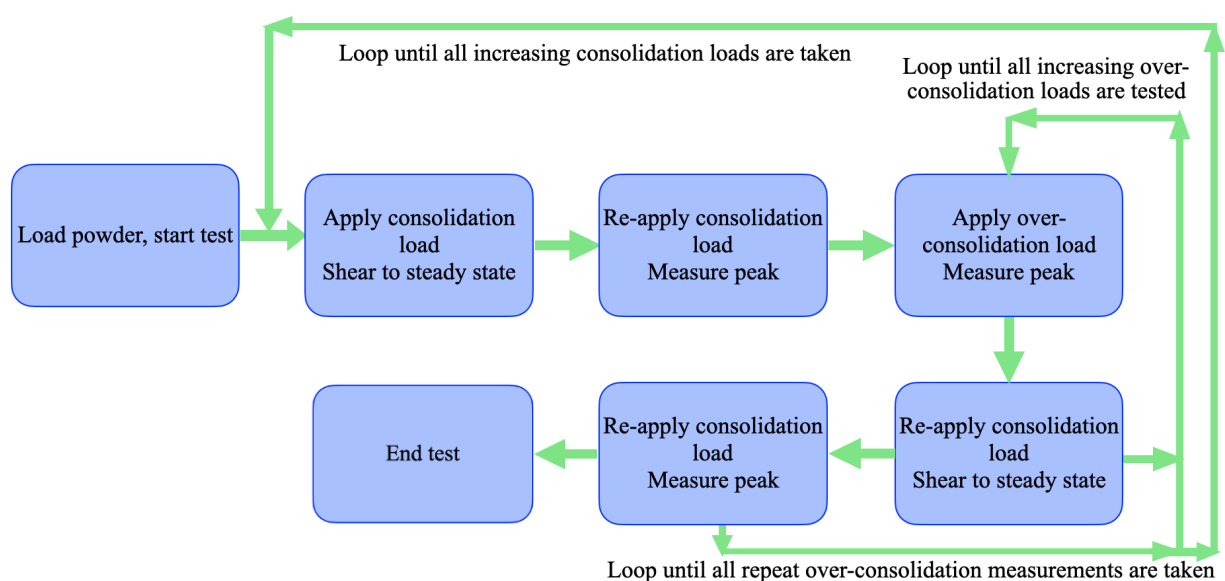 Loop until all increasing consolidation loads are taken
Loop until all increasing over-
consolidation loads are tested
Load powder, start test
Apply consolidation
load
Shear to steady state
Re-apply consolidation
load
Measure peak
Apply over-
consolidation load
Measure peak
End test
Re-apply consolidation
load
Measure peak
Re-apply consolidation
load
Shear to steady state
Loop until all repeat over-consolidation measurements are taken